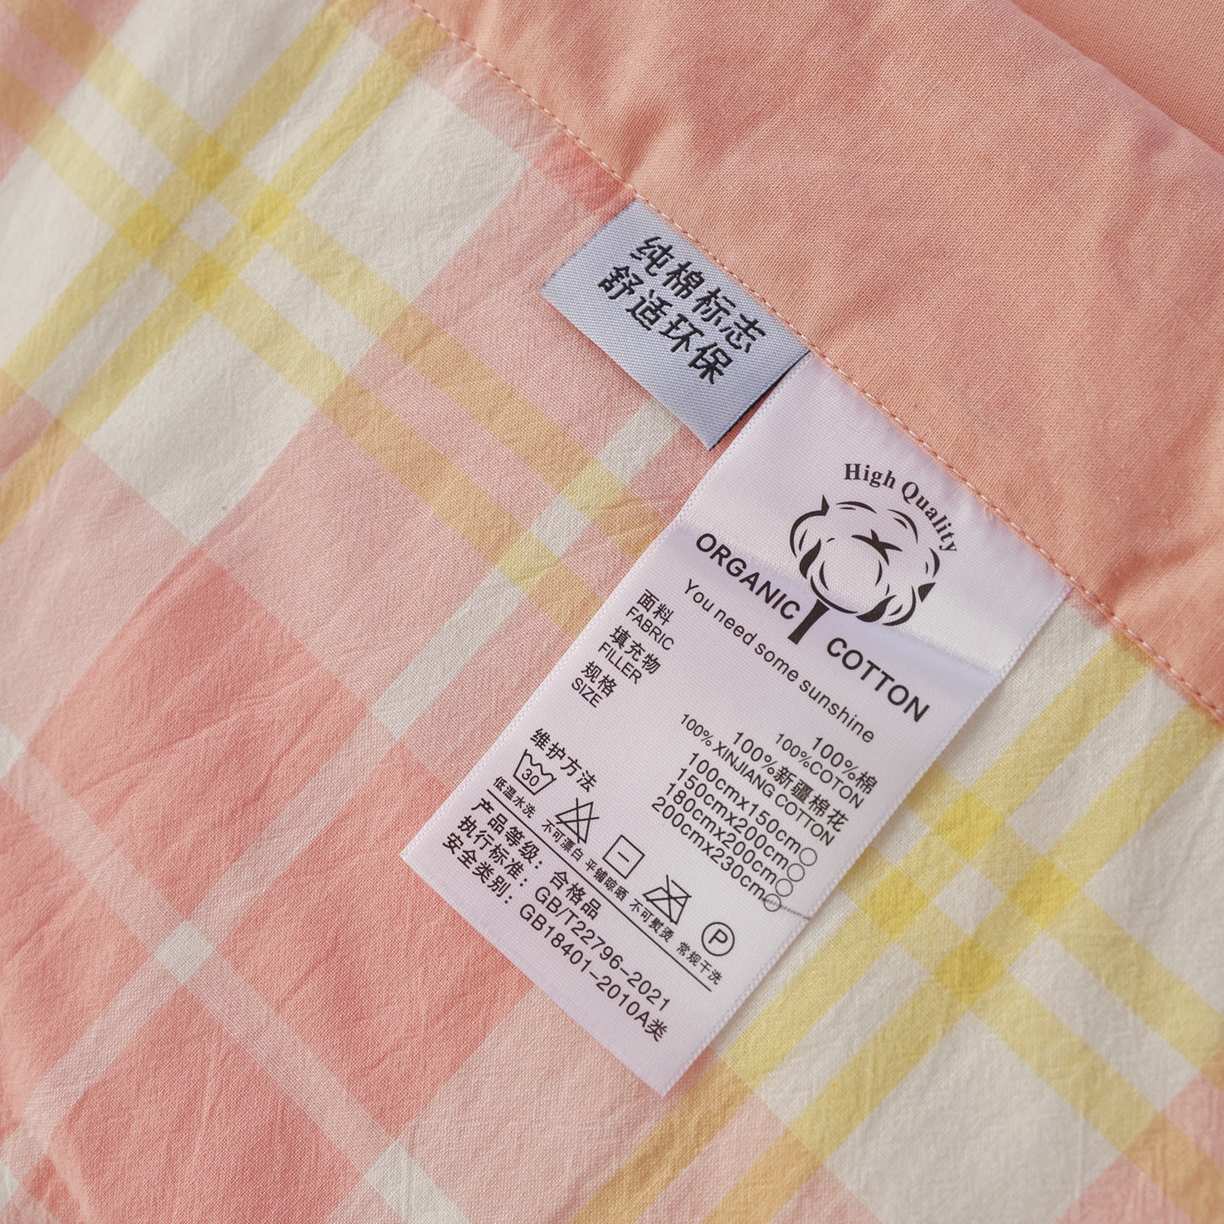 纯棉标志
舒适环保
High Quality
ORGANIC COTTON
You need some sunshine
面料 100%棉
FABRIC 100%COTON
填充物 100%新疆棉花
FILLER 100% XINJIANG COTTON
规格 100cmx150cm
SIZE 150cmx200cm
180cmx200cm
200cmx230cm
维护方法
30 P
低温水洗 不可漂白 平铺晾晒 不可熨烫 常规干洗
产品等级：合格品
执行标准：GB/T22796-2021
安全类别：GB18401-2010A类